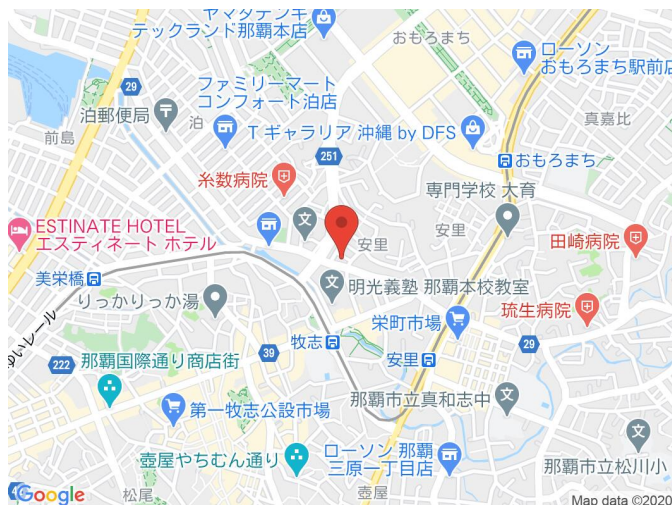 ヤマダデンキ
テックランド那覇本店
おもろまち
ローソン
おもろまち駅前店
29
ファミリーマート
コンフォート泊店
泊郵便局
泊
真嘉比
前島
T ギャラリア 沖縄 by DFS
251
おもろまち
糸数病院
専門学校 大育
ESTINATE HOTEL
エスティネート ホテル
安里
安里
田崎病院
美栄橋
明光義塾 那覇本校教室
りっかりっか湯
栄町市場
琉生病院
ゆいレール
牧志
安里
29
39
222
那覇国際通り商店街
那覇市立真和志中
第一牧志公設市場
壺屋やちむん通り
ローソン 那覇
三原一丁目店
那覇市立松川小
松尾
壺屋
Google
Map data ©2020